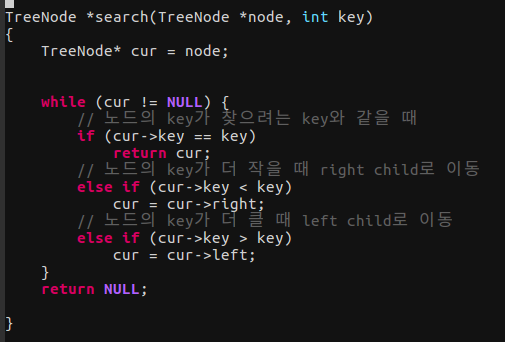 TreeNode *search(TreeNode *node, int key)
{
    TreeNode* cur = node;
    while (cur != NULL) {
        // 노드의 key가 찾으려는 key와 같을 때
        if (cur->key == key)
            return cur;
        // 노드의 key가 더 작을 때 right child로 이동
        else if (cur->key < key)
            cur = cur->right;
        // 노드의 key가 더 클 때 left child로 이동
        else if (cur->key > key)
            cur = cur->left;
    }
    return NULL;
}